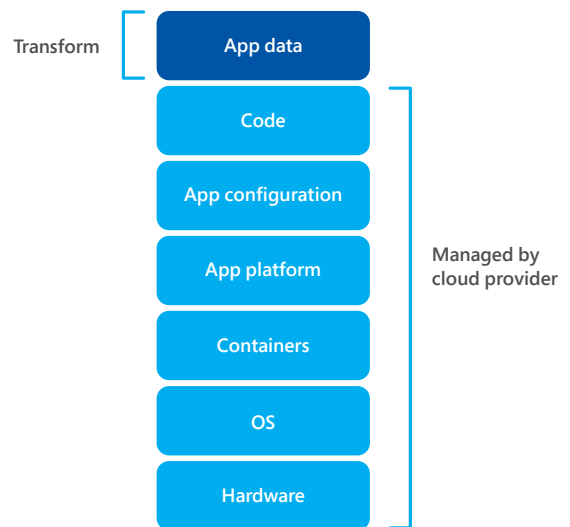 Transform
App data
Code
App configuration
App platform
Managed by
cloud provider
Containers
OS
Hardware